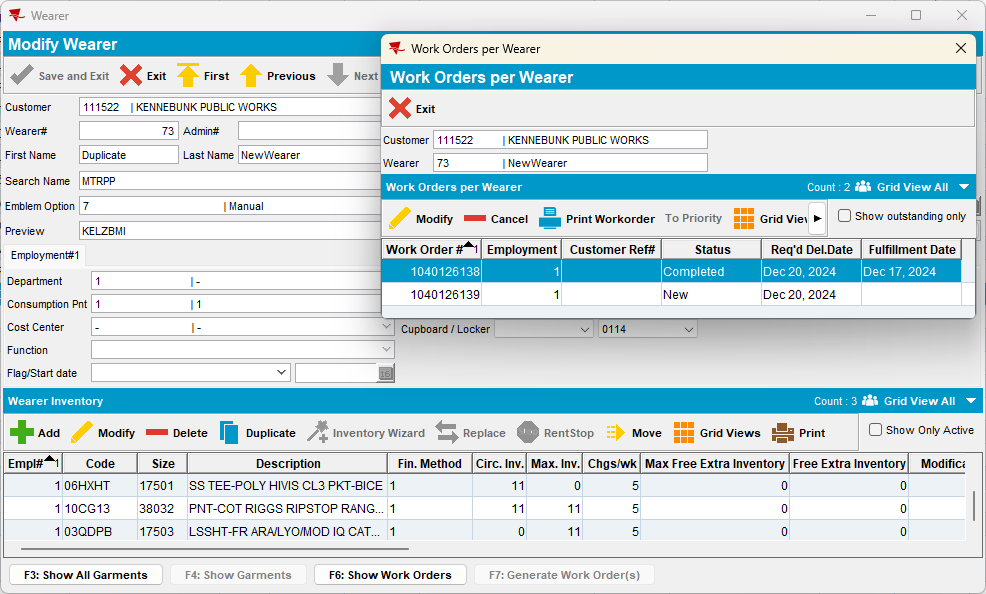 Wearer
Modify Wearer
Save and Exit Exit First Previous Next
Customer 111522 | KENNEBUNK PUBLIC WORKS
Wearer# 73 Admin#
First Name Duplicate Last Name NewWearer
Search Name MTRPP
Emblem Option 7 | Manual
Preview KELZBMI
Employment#1
Department 1 | -
Consumption Pnt 1 | 1
Cost Center - | -
Cupboard / Locker 0114
Function
Flag/Start date 16
Work Orders per Wearer
Work Orders per Wearer
Exit
Customer 111522 | KENNEBUNK PUBLIC WORKS
Wearer 73 | NewWearer
Work Orders per Wearer Count : 2 Grid View All
Modify Cancel Print Workorder To Priority Grid View Show outstanding only
Work Order # 1 Employment Customer Ref# Status Req'd Del.Date Fulfillment Date
1040126138 1 Completed Dec 20, 2024 Dec 17, 2024
1040126139 1 New Dec 20, 2024
Wearer Inventory Count : 3 Grid View All
Add Modify Delete Duplicate Inventory Wizard Replace RentStop Move Grid Views Print Show Only Active
Empl# 1 Code Size Description Fin. Method Circ. Inv. Max. Inv. Chgs/wk Max Free Extra Inventory Free Extra Inventory Modifica
1 06HXHT 17501 SS TEE-POLY HIVIS CL3 PKT-BICE 1 11 0 5 0 0
1 10CG13 38032 PNT-COT RIGGS RIPSTOP RANG... 1 11 11 5 0 0
1 03QDPB 17503 LSSHT-FR ARA/LYO/MOD IQ CAT... 1 0 11 5 0 0
F3: Show All Garments F4: Show Garments F6: Show Work Orders F7: Generate Work Order(s)